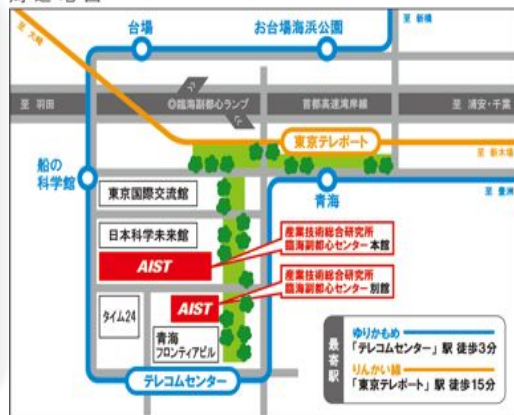 周辺地図
至 大崎
台場
お台場海浜公園
至 新橋
至 羽田
臨海副都心ランプ
首都高速湾岸線
至 浦安・千葉
東京テレポート
至 新木場
船の
科学館
青海
至 豊洲
東京国際交流館
日本科学未来館
産業技術総合研究所
臨海副都心センター 本館
AIST
産業技術総合研究所
臨海副都心センター 別館
AIST
タイム24
青海
フロンティアビル
テレコムセンター
最寄駅
ゆりかもめ
「テレコムセンター」駅 徒歩3分
りんかい線
「東京テレポート」駅 徒歩15分